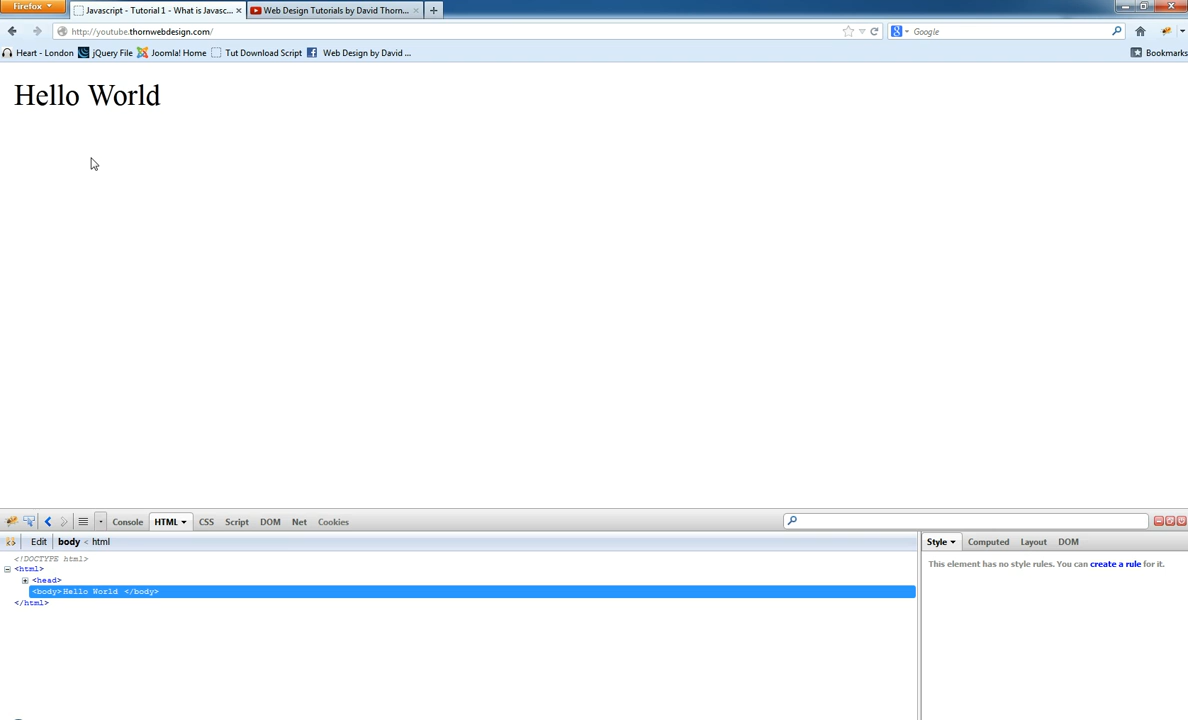 Firefox
Javascript - Tutorial 1 - What is Javasc...
Web Design Tutorials by David Thorn...
http://youtube.thornwebdesign.com/
Google
Heart - London
jQuery File
Joomla! Home
Tut Download Script
Web Design by David ...
Bookmarks
Hello World
Console
HTML
CSS
Script
DOM
Net
Cookies
Edit
body < html
Style
Computed
Layout
DOM
<!DOCTYPE html>
<html>
<head>
<body>Hello World </body>
</html>
This element has no style rules. You can create a rule for it.